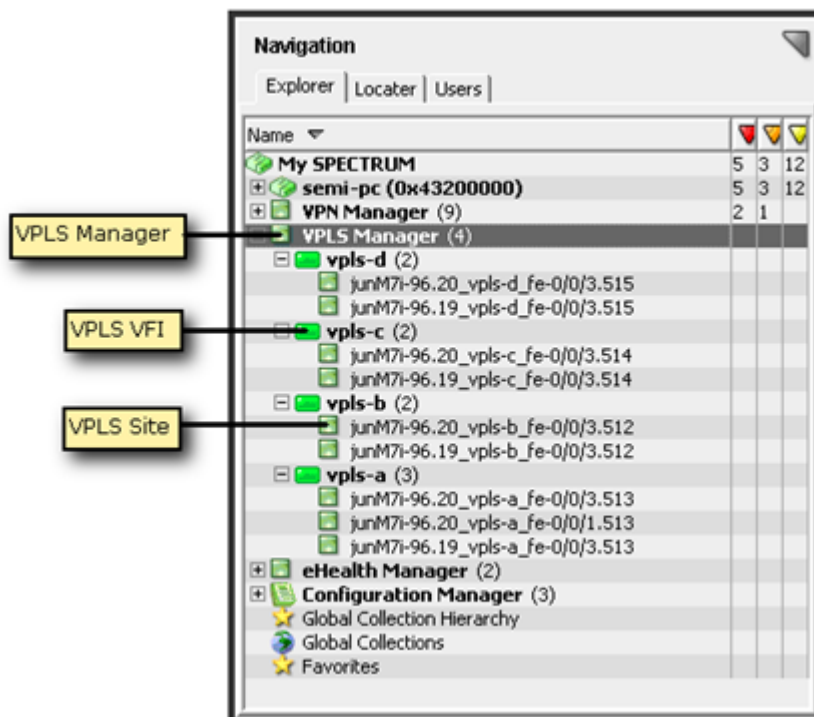 Navigation
Explorer Locater Users
Name
My SPECTRUM 5 3 12
semi-pc (0x43200000) 5 3 12
VPN Manager (9) 2 1
VPLS Manager
VPLS Manager (4)
vpls-d (2)
junM7i-96.20_vpls-d_fe-0/0/3.515
junM7i-96.19_vpls-d_fe-0/0/3.515
VPLS VFI
vpls-c (2)
junM7i-96.20_vpls-c_fe-0/0/3.514
junM7i-96.19_vpls-c_fe-0/0/3.514
vpls-b (2)
VPLS Site
junM7i-96.20_vpls-b_fe-0/0/3.512
junM7i-96.19_vpls-b_fe-0/0/3.512
vpls-a (3)
junM7i-96.20_vpls-a_fe-0/0/3.513
junM7i-96.20_vpls-a_fe-0/0/1.513
junM7i-96.19_vpls-a_fe-0/0/3.513
eHealth Manager (2)
Configuration Manager (3)
Global Collection Hierarchy
Global Collections
Favorites